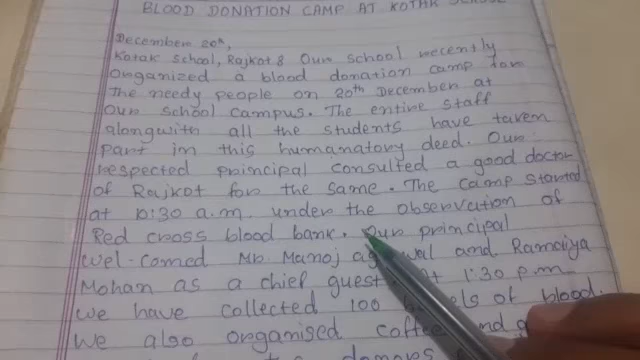 BLOOD DONATION CAMP AT KOTAK
December 20th,
Kotak School, Rajkot & Our School recently
organized a blood donation camp for
the needy people on 20th December at
our school campus. The entire staff
alongwith all the students have taken
part in this humanatory deed. Our
respected principal consulted a good doctor
of Rajkot for the same. The camp started
at 10:30 a.m. under the observation of
Red cross blood bank. Our principal
wel-comed Mr Manoj and Ramaiya
Mohan as a chief guest. At 1:30 p.m.
we have collected 100 of blood.
We also organised
donors